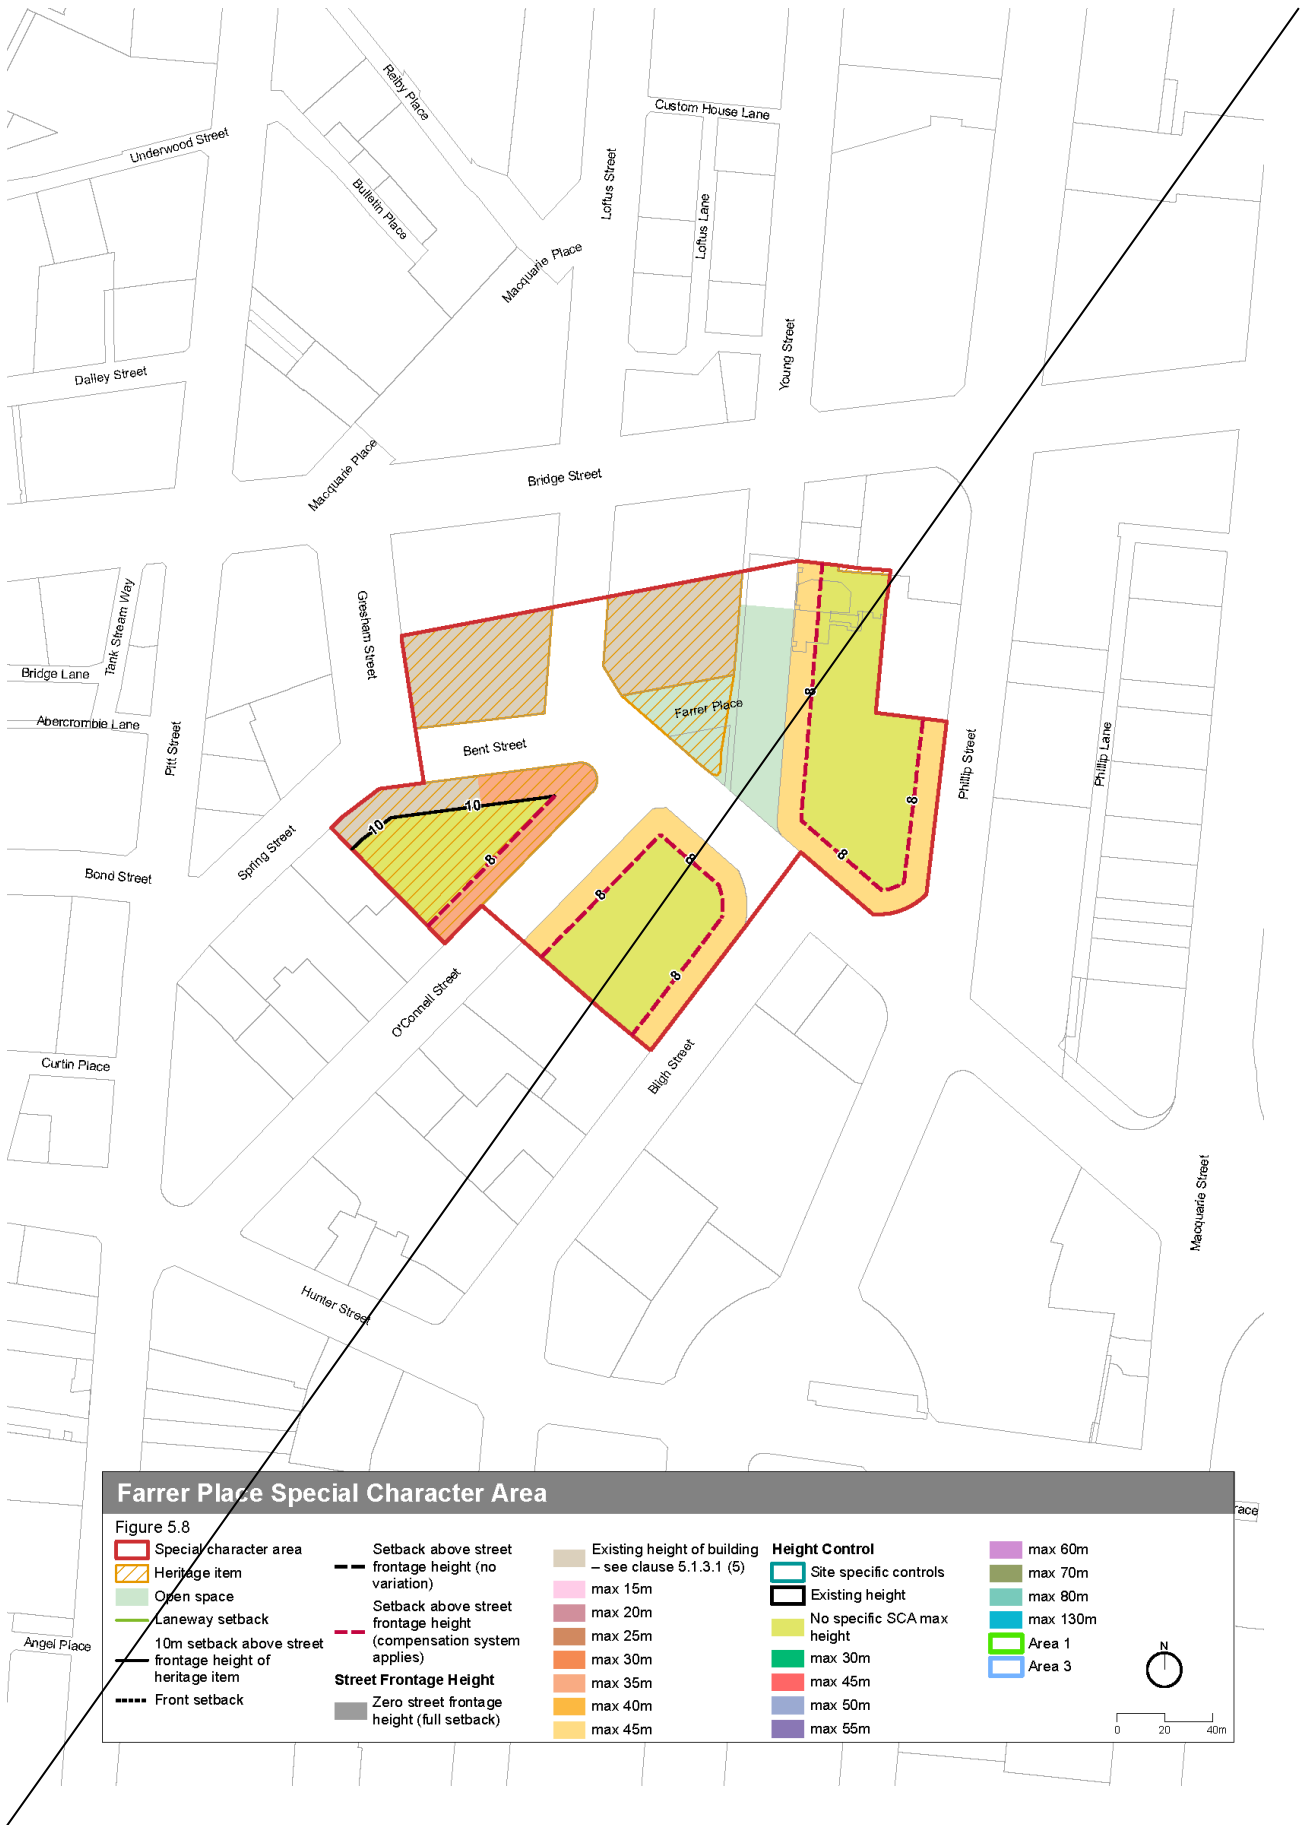 Reiby Place
Custom House Lane
Underwood Street
Bulletin Place
Loftus Street
Loftus Lane
Macquarie Place
Young Street
Dalley Street
Macquarie Place
Bridge Street
Tank Stream Way
Gresham Street
Bridge Lane
Abercrombie Lane
Pitt Street
Farrer Place
Bent Street
Phillip Street
Phillip Lane
8
8
8
10
10
8
8
8
8
Spring Street
Bond Street
O'Connell Street
Curtin Place
Bligh Street
Macquarie Street
Hunter Street
Angel Place
race
Farrer Place Special Character Area
Figure 5.8
Special character area
Heritage item
Open space
Laneway setback
10m setback above street
frontage height of
heritage item
Front setback
Setback above street
frontage height (no
variation)
Setback above street
frontage height
(compensation system
applies)
Street Frontage Height
Zero street frontage
height (full setback)
Existing height of building
– see clause 5.1.3.1 (5)
max 15m
max 20m
max 25m
max 30m
max 35m
max 40m
max 45m
Height Control
Site specific controls
Existing height
No specific SCA max
height
max 30m
max 45m
max 50m
max 55m
max 60m
max 70m
max 80m
max 130m
Area 1
Area 3
N
0 20 40m